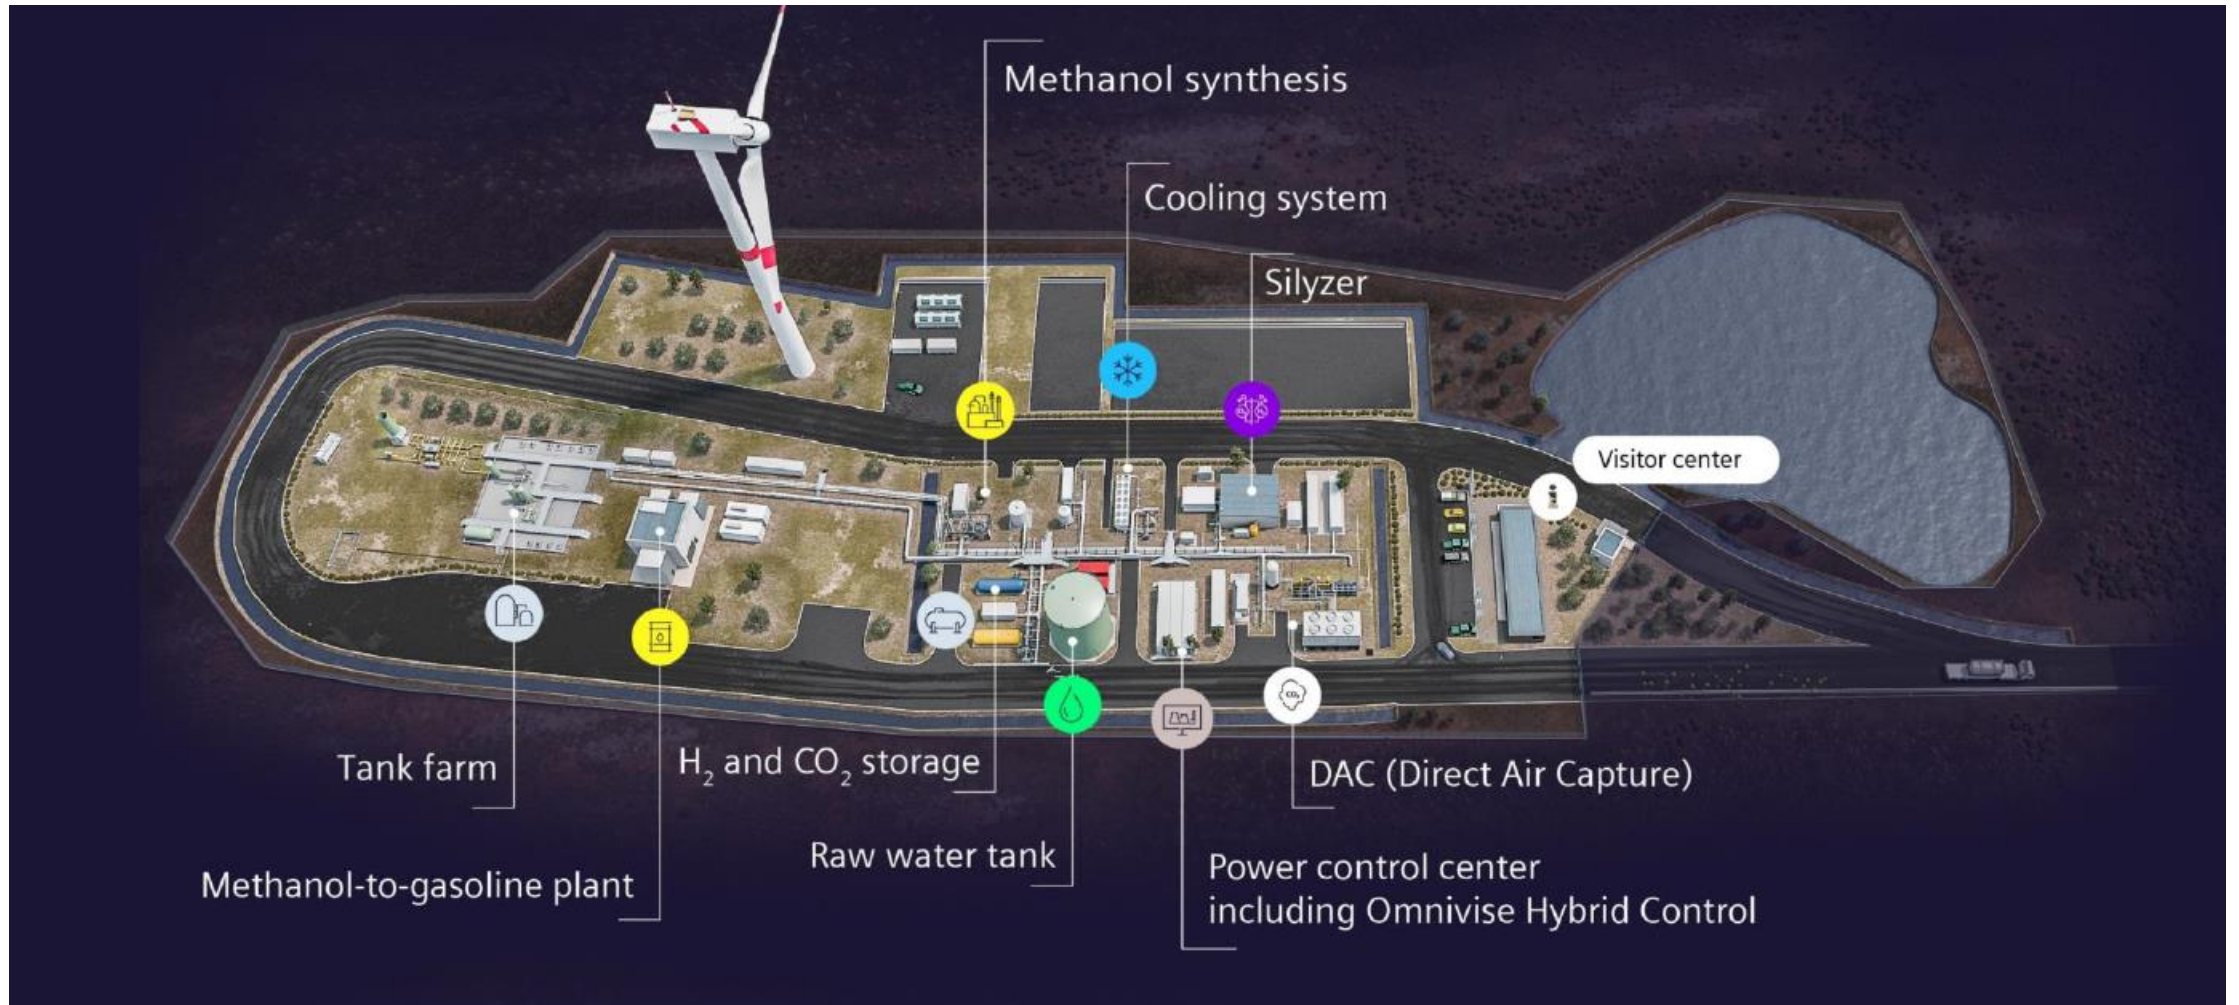 Methanol synthesis
Cooling system
Silyzer
Visitor center
CO₂
Tank farm
H₂ and CO₂ storage
DAC (Direct Air Capture)
Raw water tank
Methanol-to-gasoline plant
Power control center
including Omnivise Hybrid Control